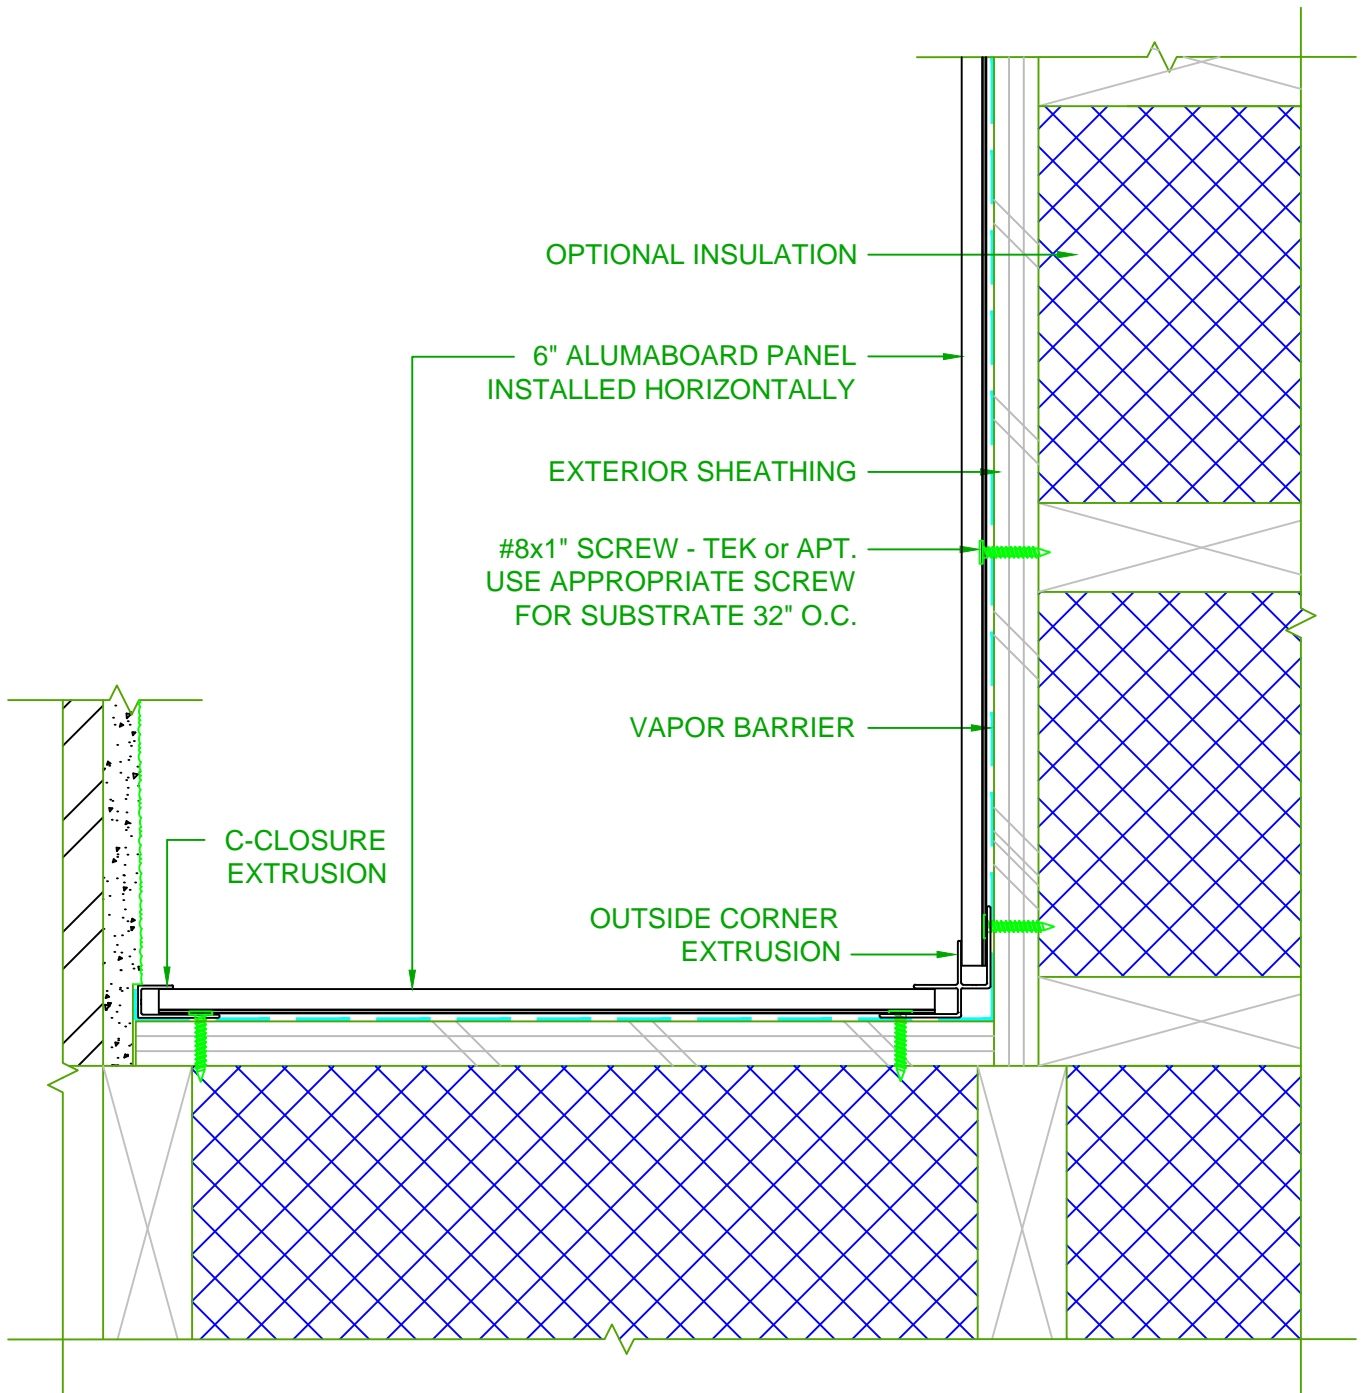 OPTIONAL INSULATION
6" ALUMABOARD PANEL
INSTALLED HORIZONTALLY
EXTERIOR SHEATHING
#8x1" SCREW - TEK or APT.
USE APPROPRIATE SCREW
FOR SUBSTRATE 32" O.C.
VAPOR BARRIER
C-CLOSURE
EXTRUSION
OUTSIDE CORNER
EXTRUSION